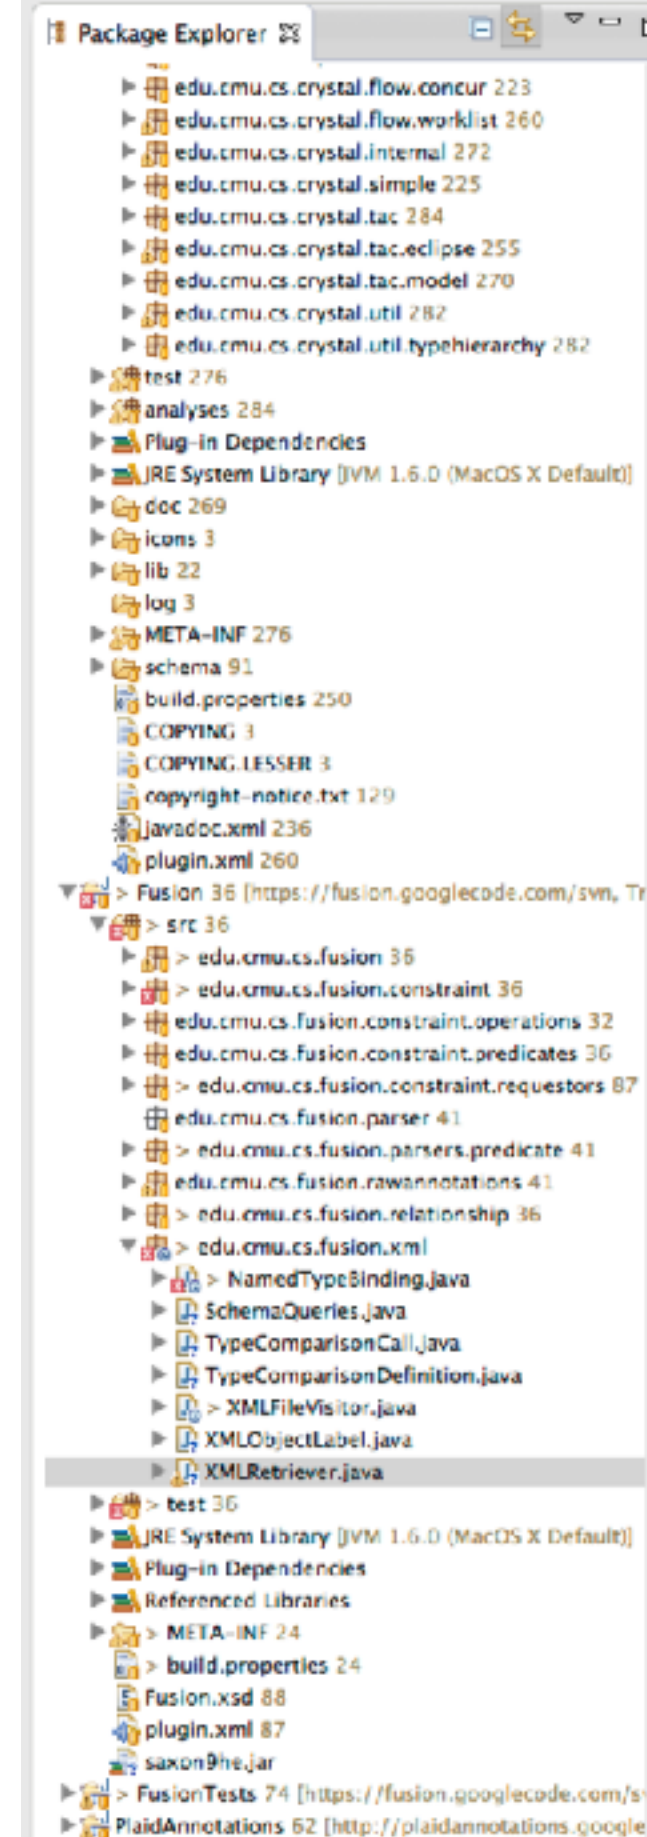 Package Explorer
edu.cmu.cs.crystal.flow.concur 223
edu.cmu.cs.crystal.flow.worklist 260
edu.cmu.cs.crystal.internal 272
edu.cmu.cs.crystal.simple 225
edu.cmu.cs.crystal.tac 284
edu.cmu.cs.crystal.tac.eclipse 255
edu.cmu.cs.crystal.tac.model 270
edu.cmu.cs.crystal.util 282
edu.cmu.cs.crystal.util.typehierarchy 282
test 276
analyses 284
Plug-in Dependencies
JRE System Library [JVM 1.6.0 (MacOS X Default)]
doc 269
icons 3
lib 22
log 3
META-INF 276
schema 91
build.properties 250
COPYING 3
COPYING.LESSER 3
copyright-notice.txt 129
javadoc.xml 236
plugin.xml 260
> Fusion 36 [https://fusion.googlecode.com/svn, Tr
> src 36
> edu.cmu.cs.fusion 36
> edu.cmu.cs.fusion.constraint 36
edu.cmu.cs.fusion.constraint.operations 32
edu.cmu.cs.fusion.constraint.predicates 36
> edu.cmu.cs.fusion.constraint.requestors 87
edu.cmu.cs.fusion.parser 41
> edu.cmu.cs.fusion.parsers.predicate 41
edu.cmu.cs.fusion.rawannotations 41
> edu.cmu.cs.fusion.relationship 36
> edu.cmu.cs.fusion.xml
> NamedTypeBinding.java
SchemaQueries.java
TypeComparisonCall.java
TypeComparisonDefinition.java
> XMLFileVisitor.java
XMLObjectLabel.java
XMLRetriever.java
> test 36
JRE System Library [JVM 1.6.0 (MacOS X Default)]
Plug-in Dependencies
Referenced Libraries
> META-INF 24
> build.properties 24
Fusion.xsd 88
plugin.xml 87
saxon9he.jar
> FusionTests 74 [https://fusion.googlecode.com/s
PlaidAnnotations 62 [http://plaidannotations.google